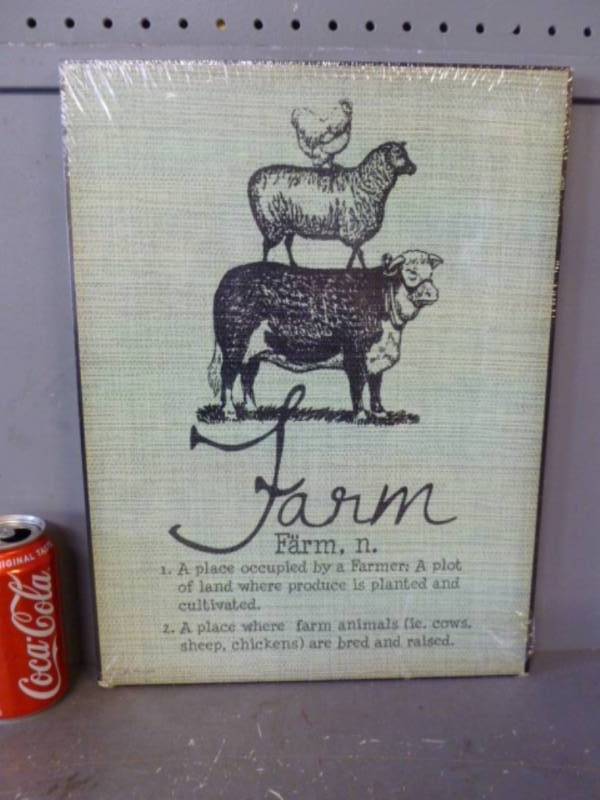 Farm
Färm, n.
1. A place occupied by a Farmer: A plot
of land where produce is planted and
cultivated.
2. A place where farm animals (ie. cows,
sheep, chickens) are bred and raised.
ORIGINAL TASTE
Coca-Cola